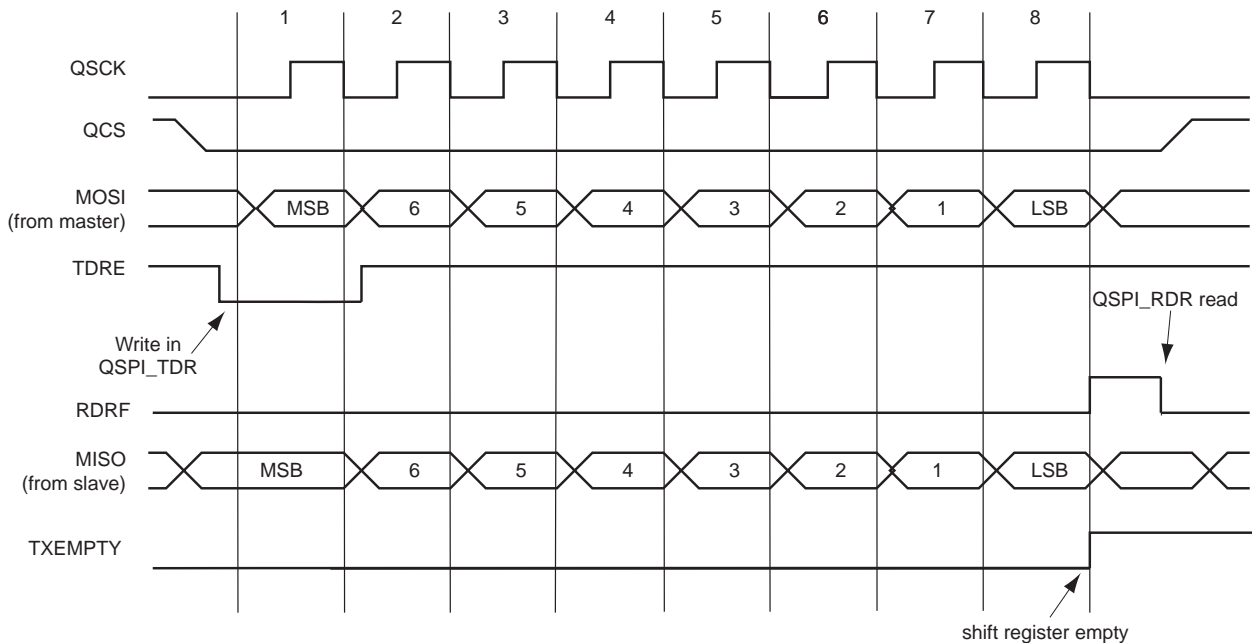 1 2 3 4 5 6 7 8
QSCK
QCS
MOSI
(from master)
MSB 6 5 4 3 2 1 LSB
TDRE
QSPI_RDR read
Write in
QSPI_TDR
RDRF
MISO
(from slave)
MSB 6 5 4 3 2 1 LSB
TXEMPTY
shift register empty